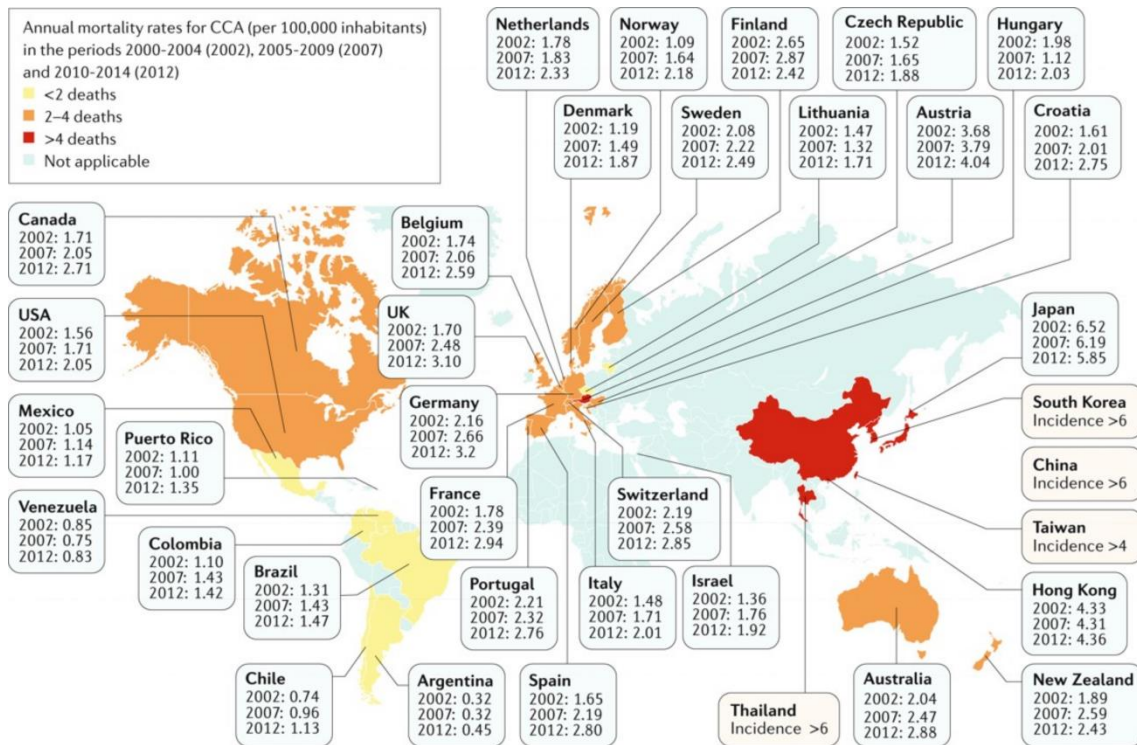 Annual mortality rates for CCA (per 100,000 inhabitants)
in the periods 2000-2004 (2002), 2005-2009 (2007)
and 2010-2014 (2012)
<2 deaths
2–4 deaths
>4 deaths
Not applicable
Netherlands
2002: 1.78
2007: 1.83
2012: 2.33
Norway
2002: 1.09
2007: 1.64
2012: 2.18
Finland
2002: 2.65
2007: 2.87
2012: 2.42
Czech Republic
2002: 1.52
2007: 1.65
2012: 1.88
Hungary
2002: 1.98
2007: 1.12
2012: 2.03
Denmark
2002: 1.19
2007: 1.49
2012: 1.87
Sweden
2002: 2.08
2007: 2.22
2012: 2.49
Lithuania
2002: 1.47
2007: 1.32
2012: 1.71
Austria
2002: 3.68
2007: 3.79
2012: 4.04
Croatia
2002: 1.61
2007: 2.01
2012: 2.75
Canada
2002: 1.71
2007: 2.05
2012: 2.71
Belgium
2002: 1.74
2007: 2.06
2012: 2.59
USA
2002: 1.56
2007: 1.71
2012: 2.05
UK
2002: 1.70
2007: 2.48
2012: 3.10
Japan
2002: 6.52
2007: 6.19
2012: 5.85
Mexico
2002: 1.05
2007: 1.14
2012: 1.17
Puerto Rico
2002: 1.11
2007: 1.00
2012: 1.35
Germany
2002: 2.16
2007: 2.66
2012: 3.2
South Korea
Incidence >6
China
Incidence >6
Venezuela
2002: 0.85
2007: 0.75
2012: 0.83
Colombia
2002: 1.10
2007: 1.43
2012: 1.42
Brazil
2002: 1.31
2007: 1.43
2012: 1.47
France
2002: 1.78
2007: 2.39
2012: 2.94
Switzerland
2002: 2.19
2007: 2.58
2012: 2.85
Taiwan
Incidence >4
Portugal
2002: 2.21
2007: 2.32
2012: 2.76
Italy
2002: 1.48
2007: 1.71
2012: 2.01
Israel
2002: 1.36
2007: 1.76
2012: 1.92
Hong Kong
2002: 4.33
2007: 4.31
2012: 4.36
Chile
2002: 0.74
2007: 0.96
2012: 1.13
Argentina
2002: 0.32
2007: 0.32
2012: 0.45
Spain
2002: 1.65
2007: 2.19
2012: 2.80
Thailand
Incidence >6
Australia
2002: 2.04
2007: 2.47
2012: 2.88
New Zealand
2002: 1.89
2007: 2.59
2012: 2.43